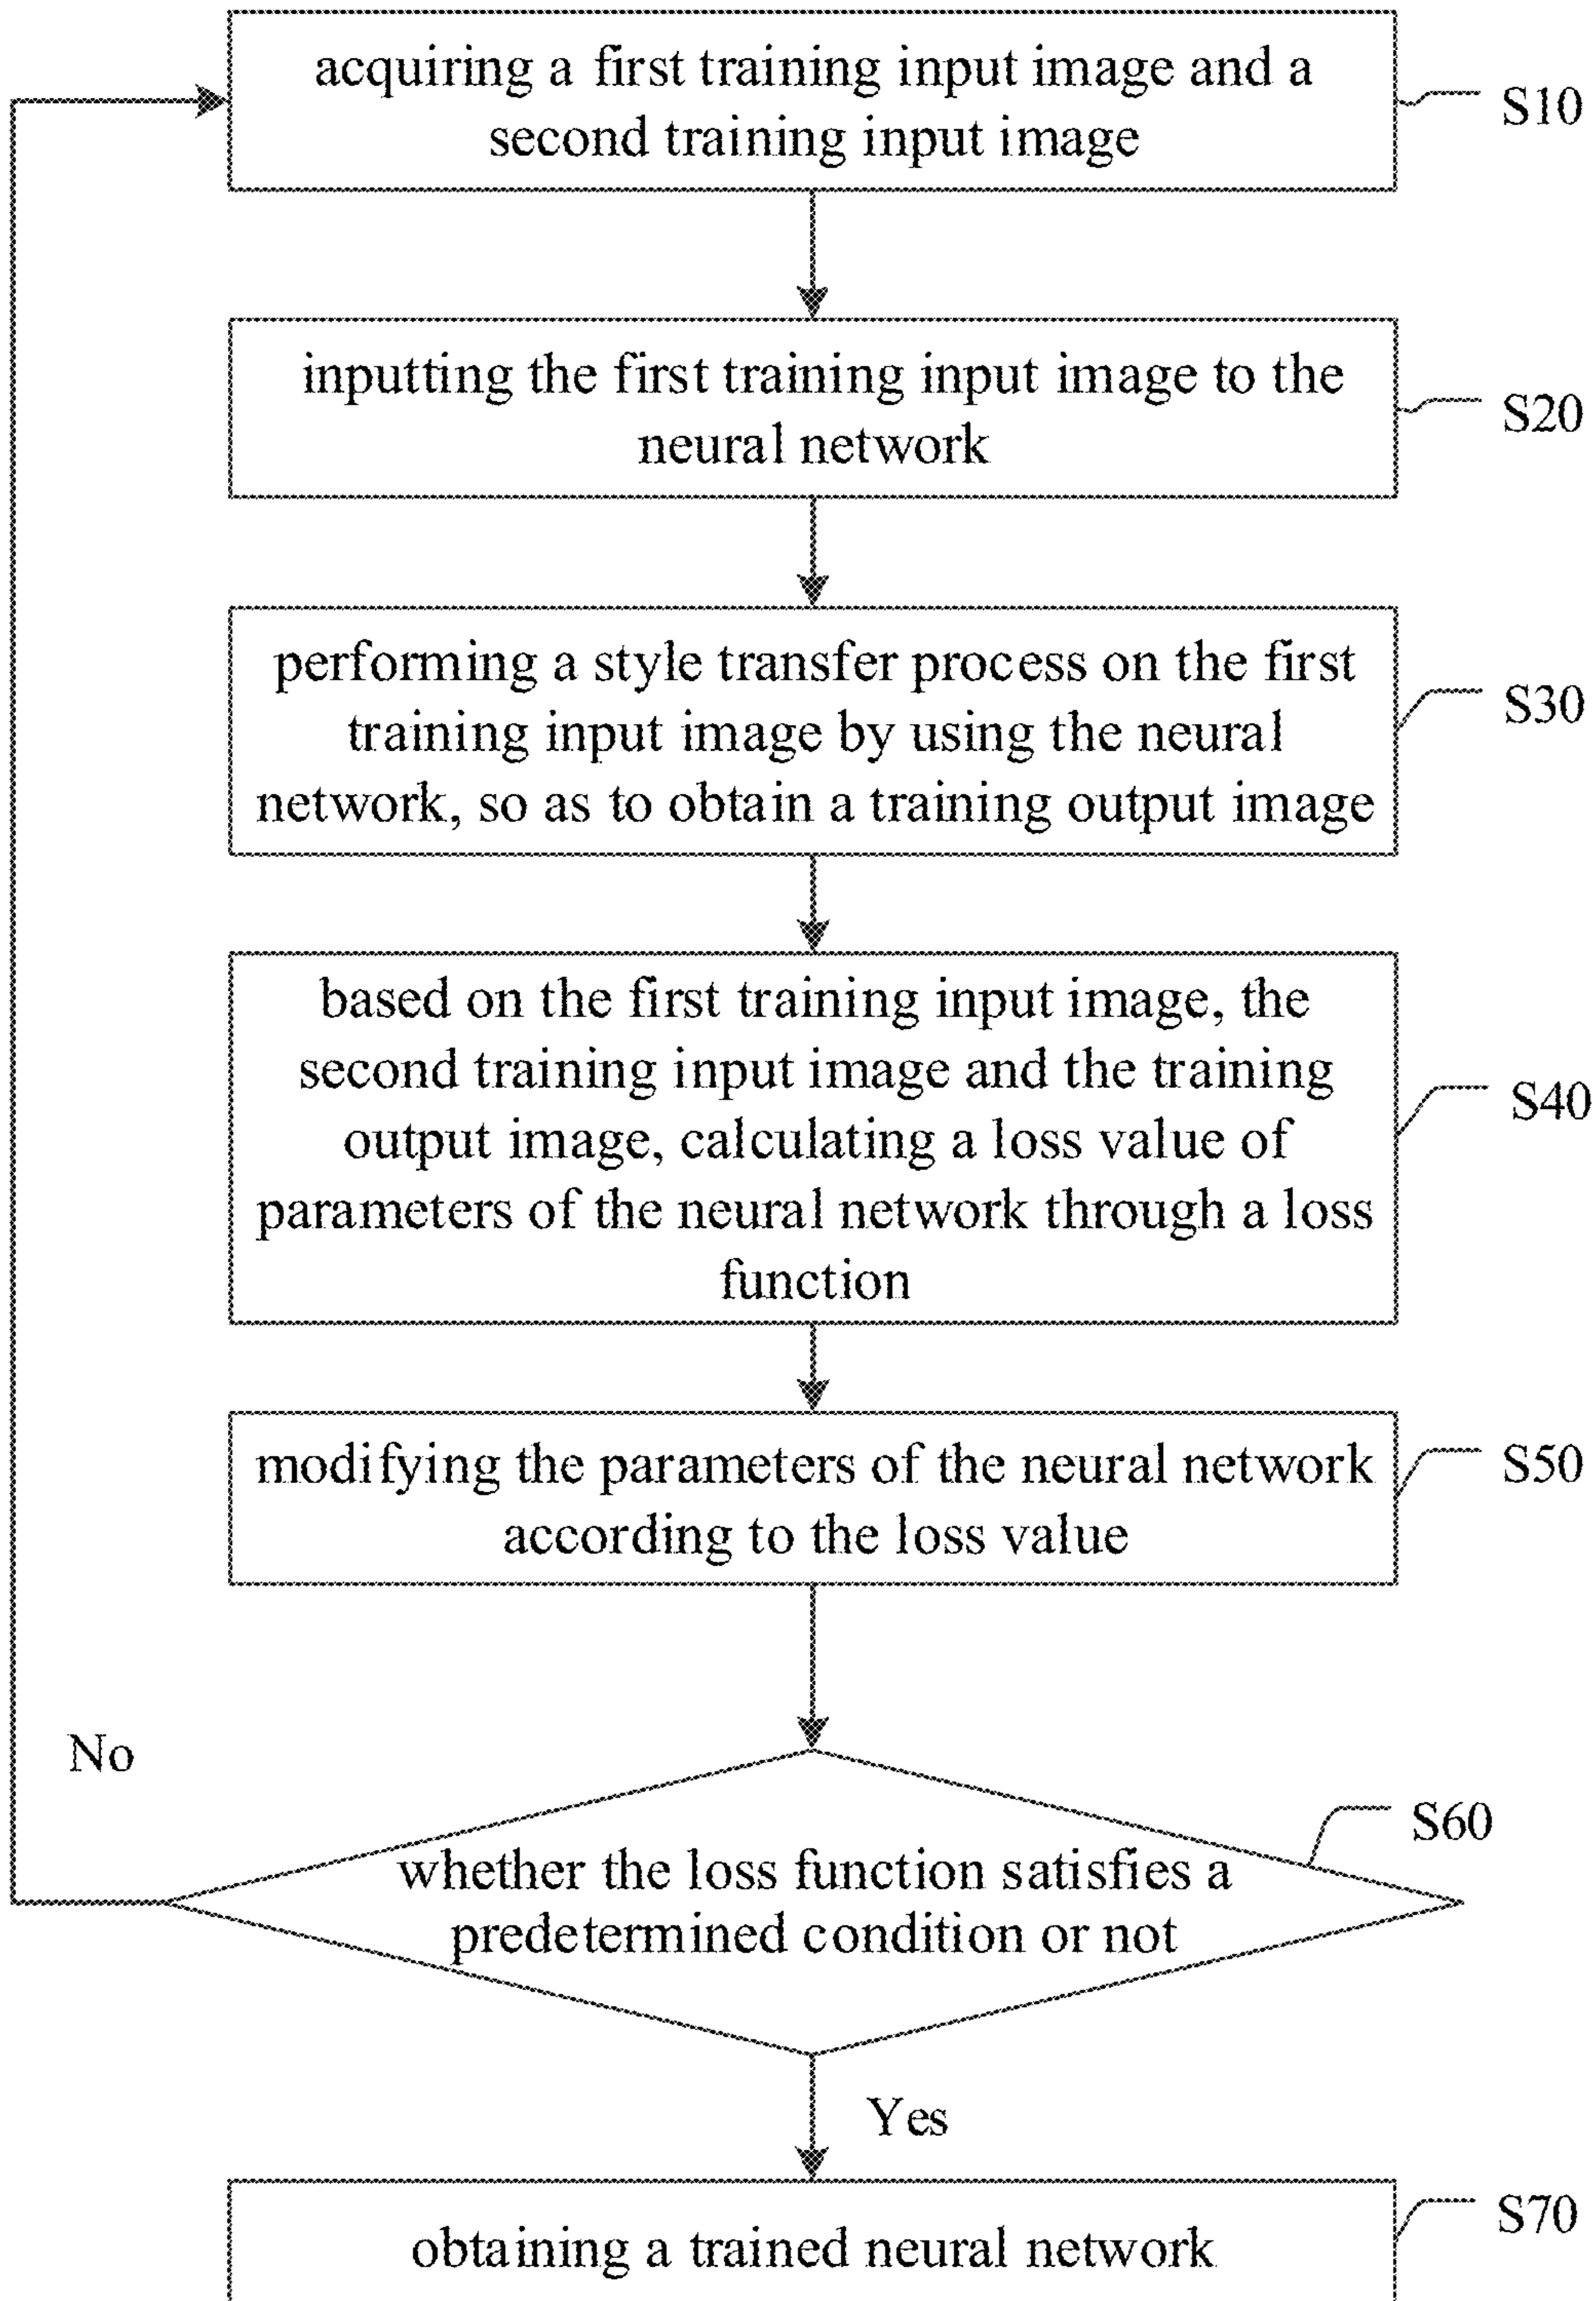 acquiring a first training input image and a
second training input image
S10
inputting the first training input image to the
neural network
S20
performing a style transfer process on the first
training input image by using the neural
network, so as to obtain a training output image
S30
based on the first training input image, the
second training input image and the training
output image, calculating a loss value of
parameters of the neural network through a loss
function
S40
modifying the parameters of the neural network
according to the loss value
S50
No
S60
whether the loss function satisfies a
predetermined condition or not
Yes
S70
obtaining a trained neural network